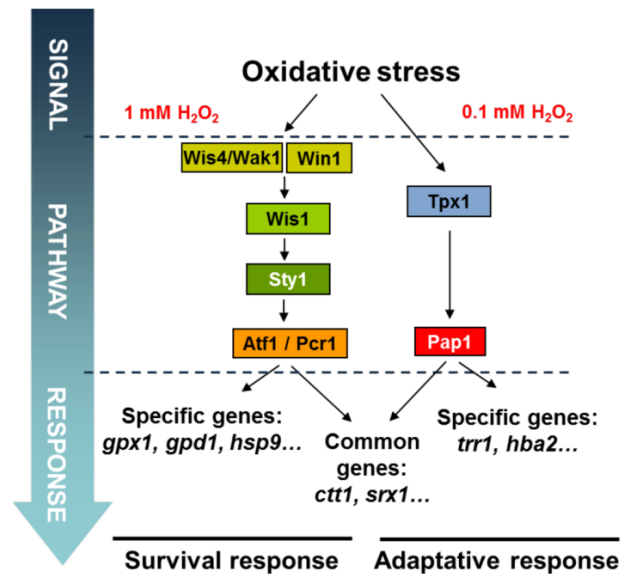 SIGNAL
PATHWAY
RESPONSE
Oxidative stress
1 mM H₂O₂
0.1 mM H₂O₂
Wis4/Wak1
Win1
Wis1
Sty1
Atf1 / Pcr1
Tpx1
Pap1
Specific genes:
gpx1, gpd1, hsp9...
Common
genes:
ctt1, srx1...
Specific genes:
trr1, hba2...
Survival response
Adaptative response